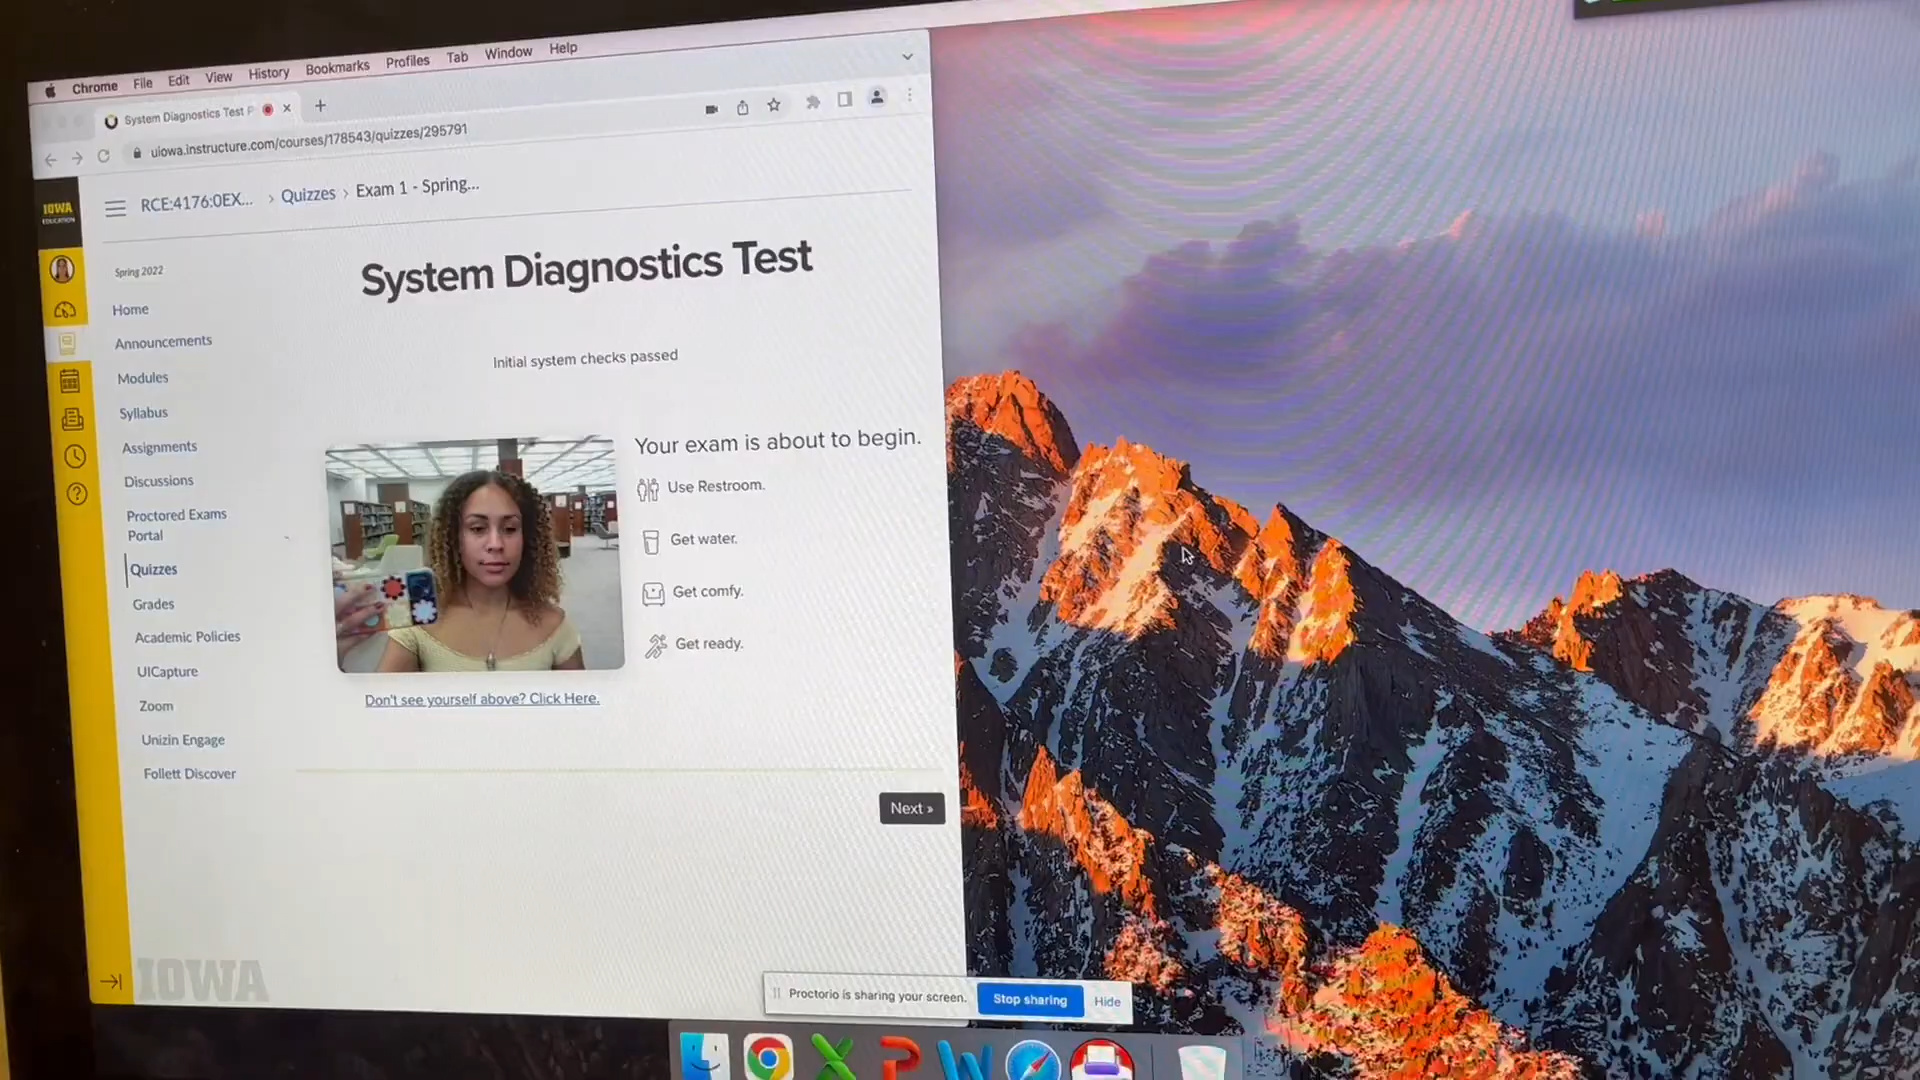 Chrome File Edit View History Bookmarks Profiles Tab Window Help
System Diagnostics Test
uiowa.instructure.com/courses/178543/quizzes/295791
IOWA
EDUCATION
RCE:4176:0EX... › Quizzes › Exam 1 - Spring...
Spring 2022
Home
Announcements
Modules
Syllabus
Assignments
Discussions
Proctored Exams
Portal
Quizzes
Grades
Academic Policies
UICapture
Zoom
Unizin Engage
Follett Discover
IOWA
System Diagnostics Test
Initial system checks passed
Your exam is about to begin.
Use Restroom.
Get water.
Get comfy.
Get ready.
Don't see yourself above? Click Here.
Next »
Proctorio is sharing your screen. Stop sharing Hide